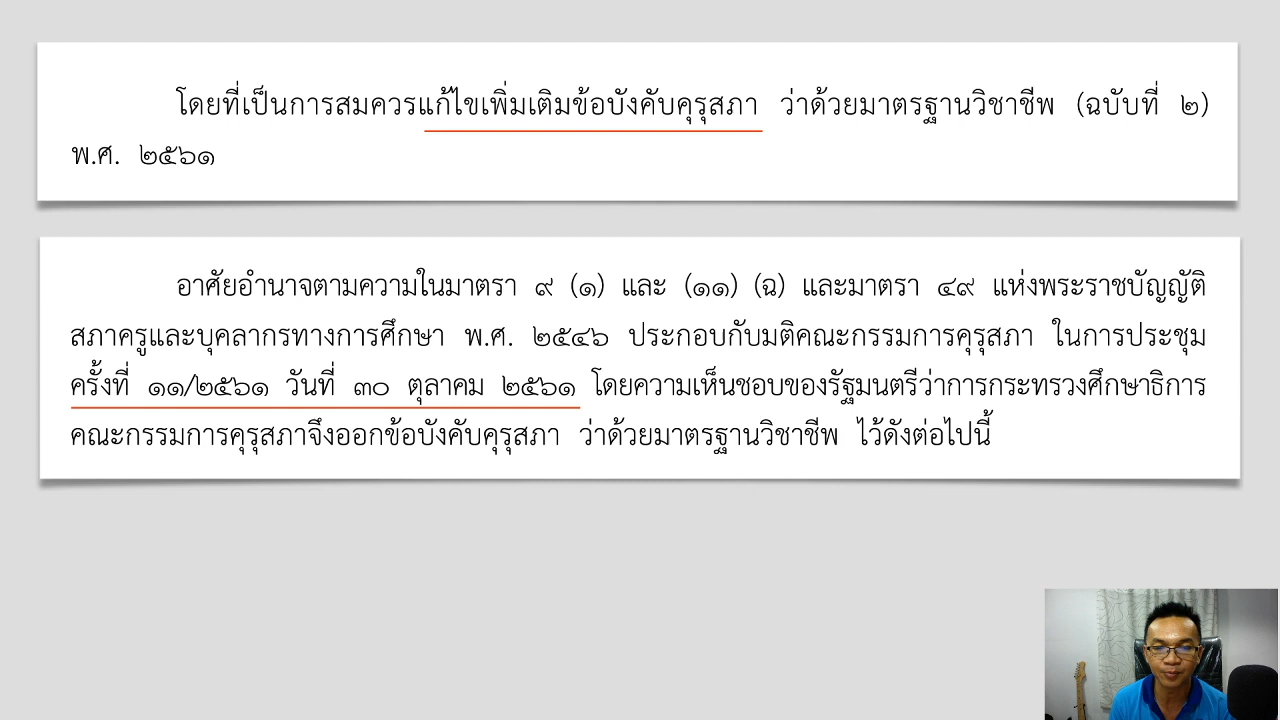 โดยที่เป็นการสมควรแก้ไขเพิ่มเติมข้อบังคับคุรุสภา ว่าด้วยมาตรฐานวิชาชีพ (ฉบับที่ ๒)
พ.ศ. ๒๕๖๑
อาศัยอำนาจตามความในมาตรา ๙ (๑) และ (๑๑) (ฉ) และมาตรา ๔๙ แห่งพระราชบัญญัติ
สภาครูและบุคลากรทางการศึกษา พ.ศ. ๒๕๔๖ ประกอบกับมติคณะกรรมการคุรุสภา ในการประชุม
ครั้งที่ ๑๑/๒๕๖๑ วันที่ ๓๐ ตุลาคม ๒๕๖๑ โดยความเห็นชอบของรัฐมนตรีว่าการกระทรวงศึกษาธิการ
คณะกรรมการคุรุสภาจึงออกข้อบังคับคุรุสภา ว่าด้วยมาตรฐานวิชาชีพ ไว้ดังต่อไปนี้